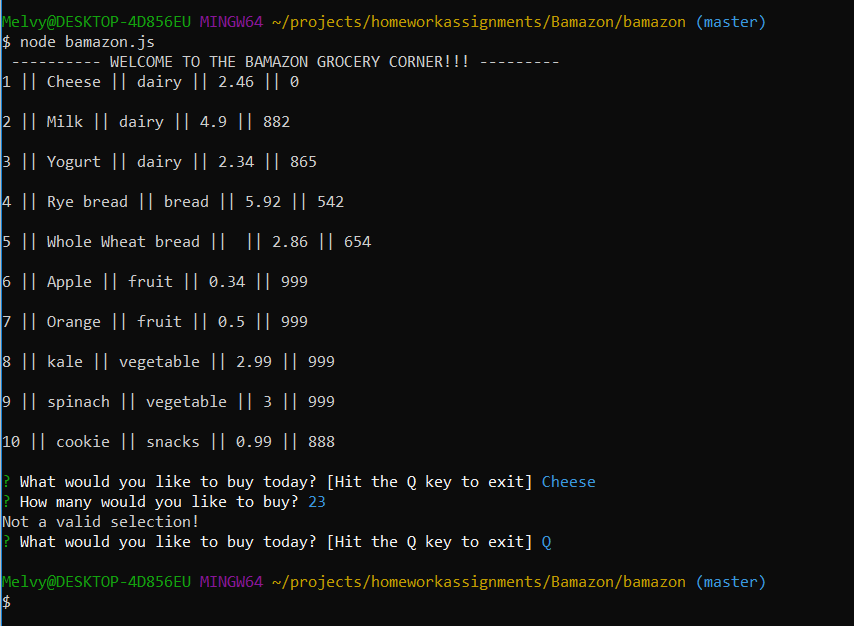 Melvy@DESKTOP-4D856EU MINGW64 ~/projects/homeworkassignments/Bamazon/bamazon (master)
$ node bamazon.js
---------- WELCOME TO THE BAMAZON GROCERY CORNER!!! ---------
1 || Cheese || dairy || 2.46 || 0
2 || Milk || dairy || 4.9 || 882
3 || Yogurt || dairy || 2.34 || 865
4 || Rye bread || bread || 5.92 || 542
5 || Whole Wheat bread ||  || 2.86 || 654
6 || Apple || fruit || 0.34 || 999
7 || Orange || fruit || 0.5 || 999
8 || kale || vegetable || 2.99 || 999
9 || spinach || vegetable || 3 || 999
10 || cookie || snacks || 0.99 || 888
? What would you like to buy today? [Hit the Q key to exit] Cheese
? How many would you like to buy? 23
Not a valid selection!
? What would you like to buy today? [Hit the Q key to exit] Q
Melvy@DESKTOP-4D856EU MINGW64 ~/projects/homeworkassignments/Bamazon/bamazon (master)
$